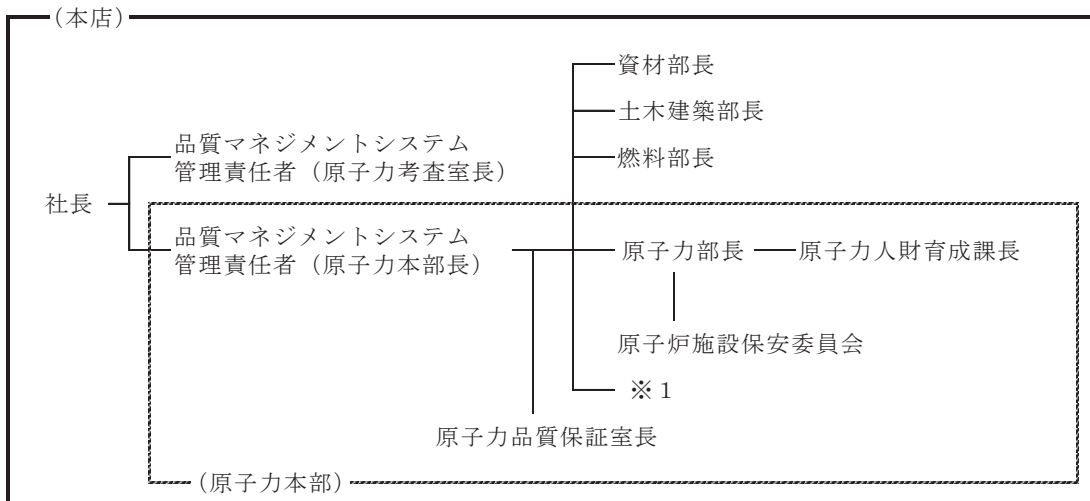 (本店)
資材部長
土木建築部長
燃料部長
品質マネジメントシステム
管理責任者（原子力考査室長）
社長
品質マネジメントシステム
管理責任者（原子力本部長）
原子力部長
原子力人財育成課長
原子炉施設保安委員会
※1
原子力品質保証室長
(原子力本部)